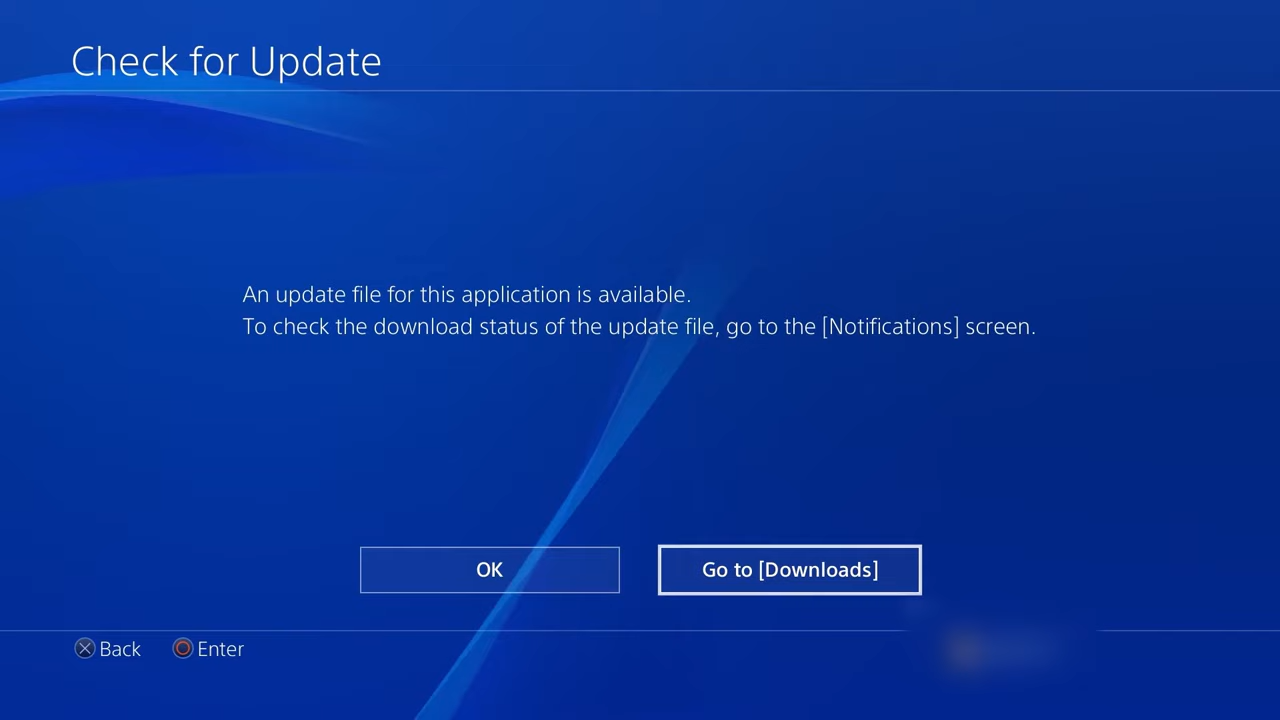 Check for Update
An update file for this application is available.
To check the download status of the update file, go to the [Notifications] screen.
OK
Go to [Downloads]
Back
Enter